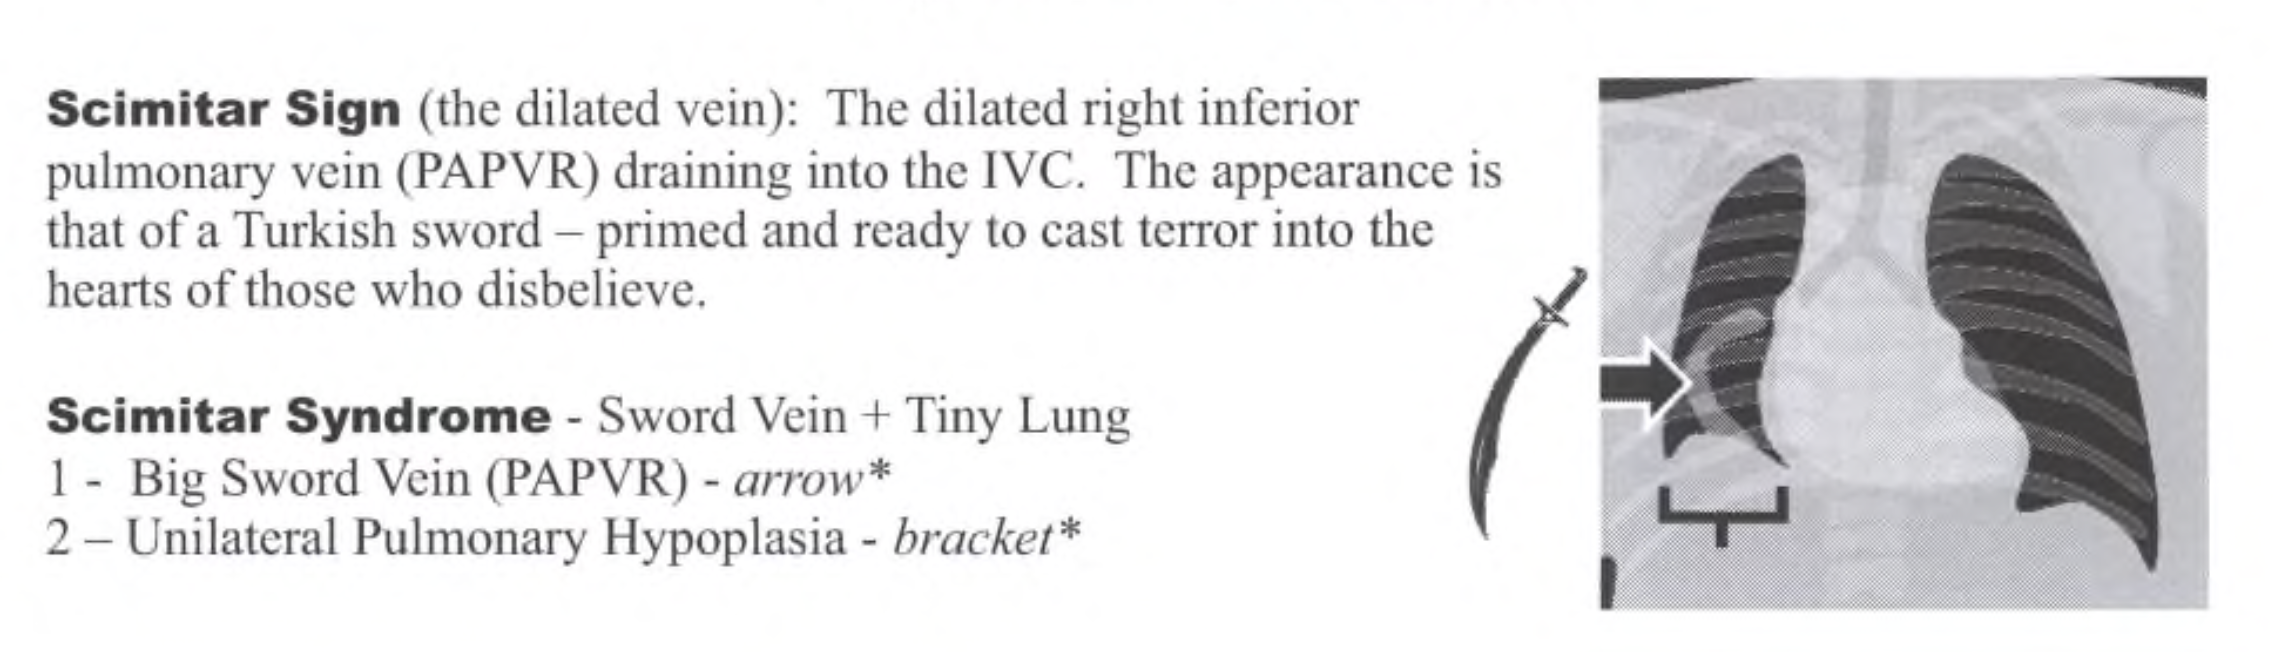 Scimitar Sign (the dilated vein): The dilated right inferior
pulmonary vein (PAPVR) draining into the IVC. The appearance is
that of a Turkish sword – primed and ready to cast terror into the
hearts of those who disbelieve.
Scimitar Syndrome - Sword Vein + Tiny Lung
1 - Big Sword Vein (PAPVR) - arrow*
2 – Unilateral Pulmonary Hypoplasia - bracket*